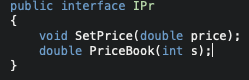 public interface IPr
{
void SetPrice(double price);
double PriceBook(int s);
}